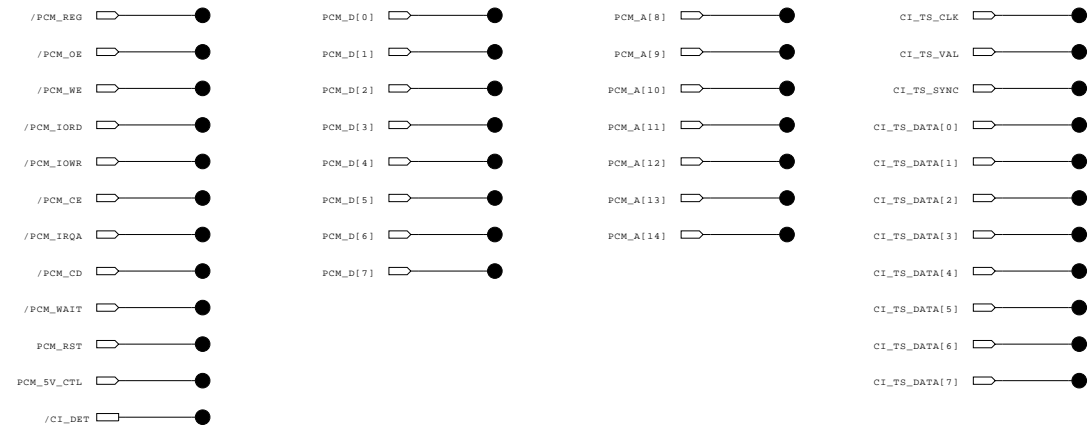 /PCM_REG
/PCM_OE
/PCM_WE
/PCM_IORD
/PCM_IOWR
/PCM_CE
/PCM_IRQA
/PCM_CD
/PCM_WAIT
PCM_RST
PCM_5V_CTL
/CI_DET
PCM_D[0]
PCM_D[1]
PCM_D[2]
PCM_D[3]
PCM_D[4]
PCM_D[5]
PCM_D[6]
PCM_D[7]
PCM_A[8]
PCM_A[9]
PCM_A[10]
PCM_A[11]
PCM_A[12]
PCM_A[13]
PCM_A[14]
CI_TS_CLK
CI_TS_VAL
CI_TS_SYNC
CI_TS_DATA[0]
CI_TS_DATA[1]
CI_TS_DATA[2]
CI_TS_DATA[3]
CI_TS_DATA[4]
CI_TS_DATA[5]
CI_TS_DATA[6]
CI_TS_DATA[7]